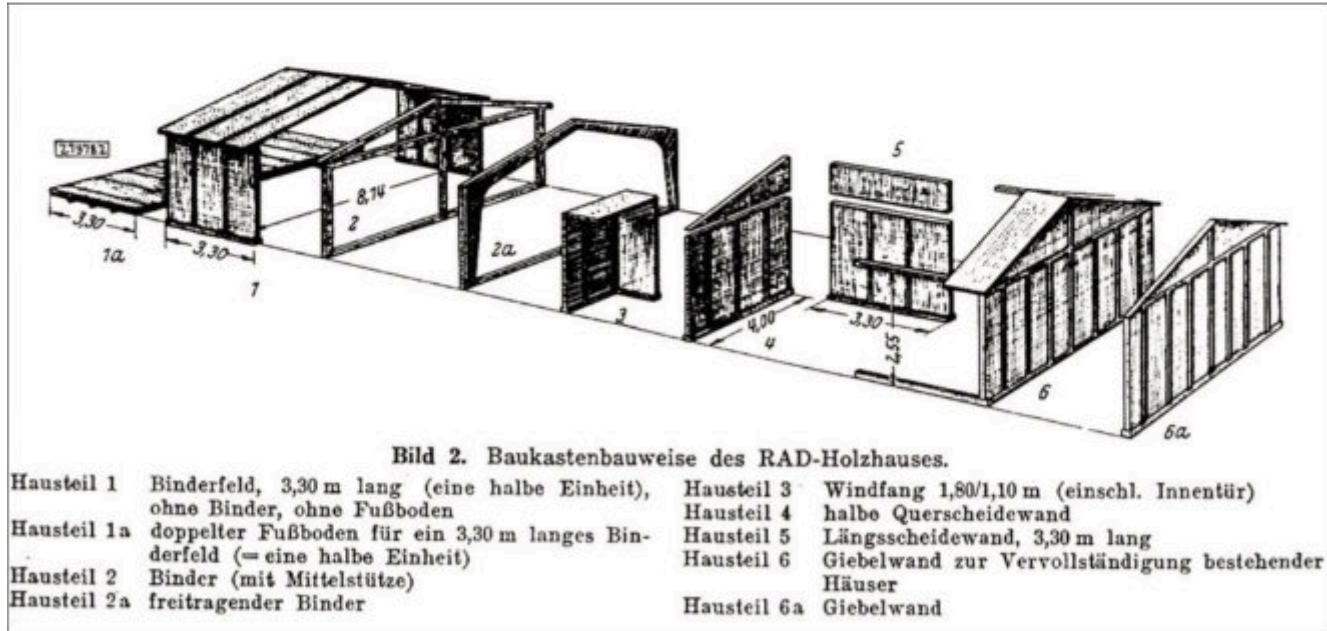 279782
5
8,14
3,30
2
1a
3,30
2a
1
3
4,00
3,30
4
2,55
6
6a
Bild 2. Baukastenbauweise des RAD-Holzhauses.
Hausteil 1 Binderfeld, 3,30 m lang (eine halbe Einheit),
ohne Binder, ohne Fußboden
Hausteil 1a doppelter Fußboden für ein 3,30 m langes Bin-
derfeld (= eine halbe Einheit)
Hausteil 2 Binder (mit Mittelstütze)
Hausteil 2a freitragender Binder
Hausteil 3 Windfang 1,80/1,10 m (einschl. Innentür)
Hausteil 4 halbe Querscheidewand
Hausteil 5 Längsscheidewand, 3,30 m lang
Hausteil 6 Giebelwand zur Vervollständigung bestehender
Häuser
Hausteil 6a Giebelwand